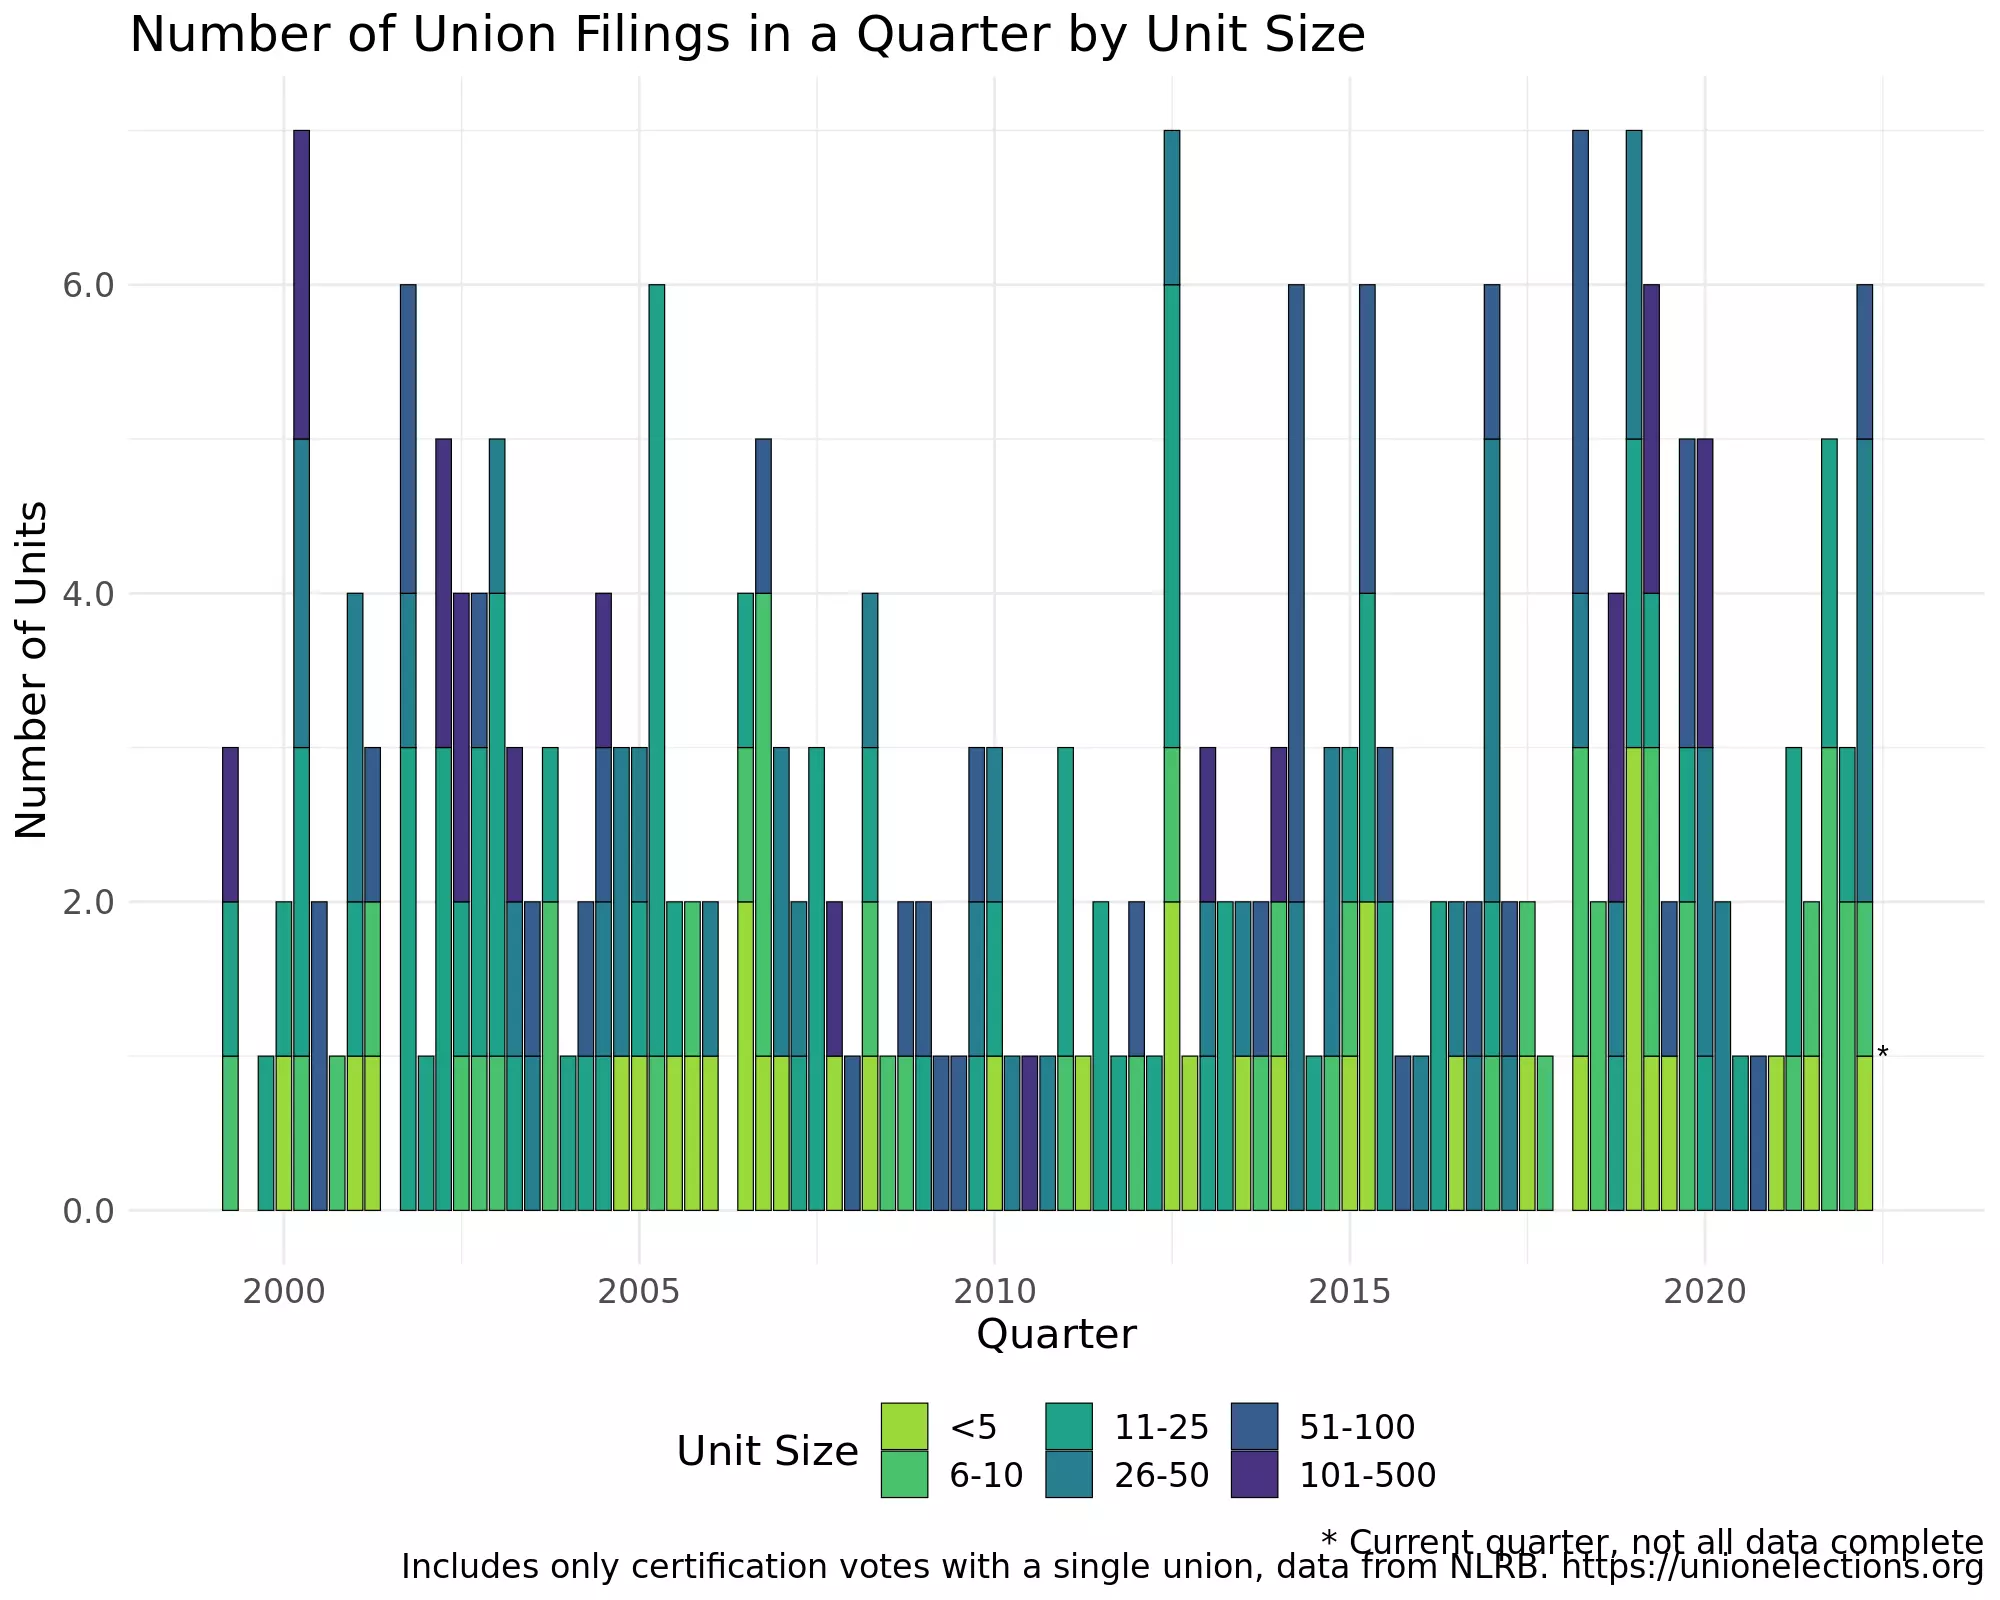 Number of Union Filings in a Quarter by Unit Size
Number of Units
6.0
4.0
2.0
0.0
*
2000 2005 2010 2015 2020
Quarter
Unit Size
<5 11-25 51-100
6-10 26-50 101-500
* Current quarter, not all data complete
Includes only certification votes with a single union, data from NLRB. https://unionelections.org